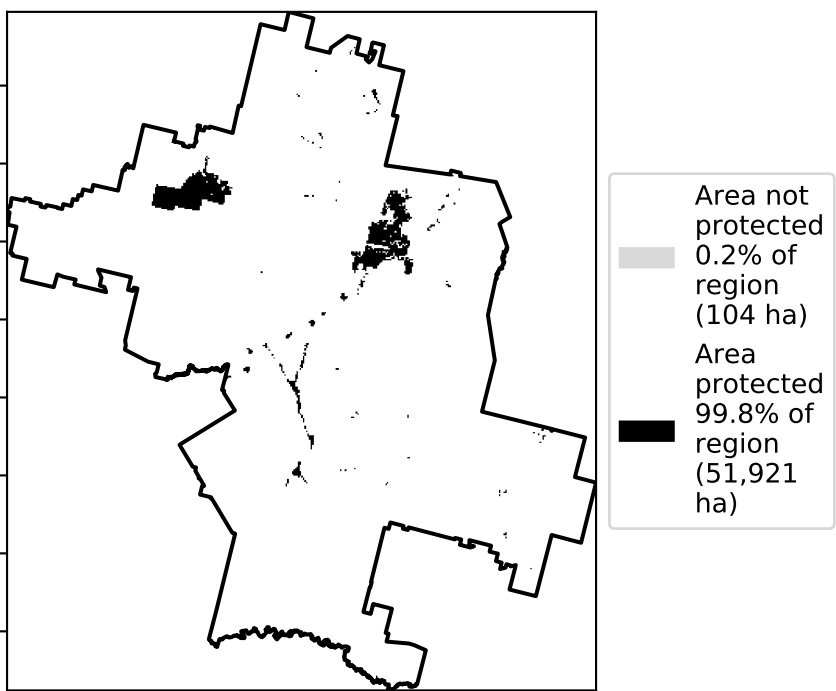 Area not
protected
0.2% of
region
(104 ha)
Area
protected
99.8% of
region
(51,921
ha)